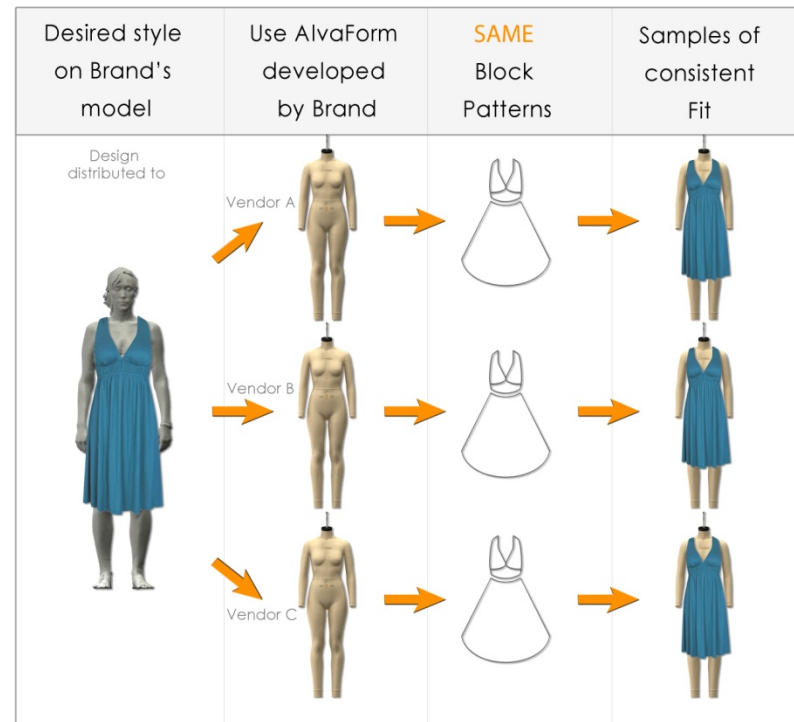 Desired style
on Brand's
model
Use AlvaForm
developed
by Brand
SAME
Block
Patterns
Samples of
consistent
Fit
Design
distributed to
Vendor A
Vendor B
Vendor C